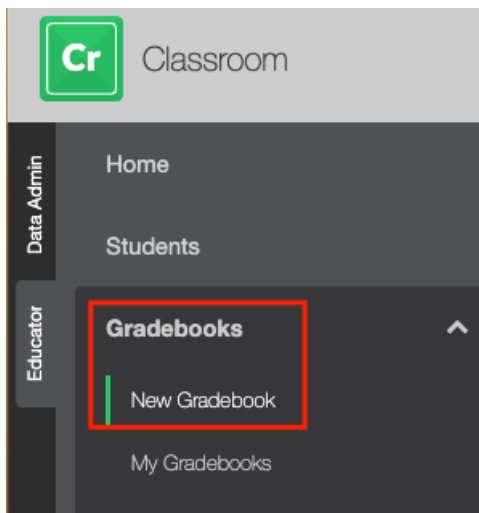 Cr Classroom
Data Admin
Educator
Home
Students
Gradebooks
New Gradebook
My Gradebooks